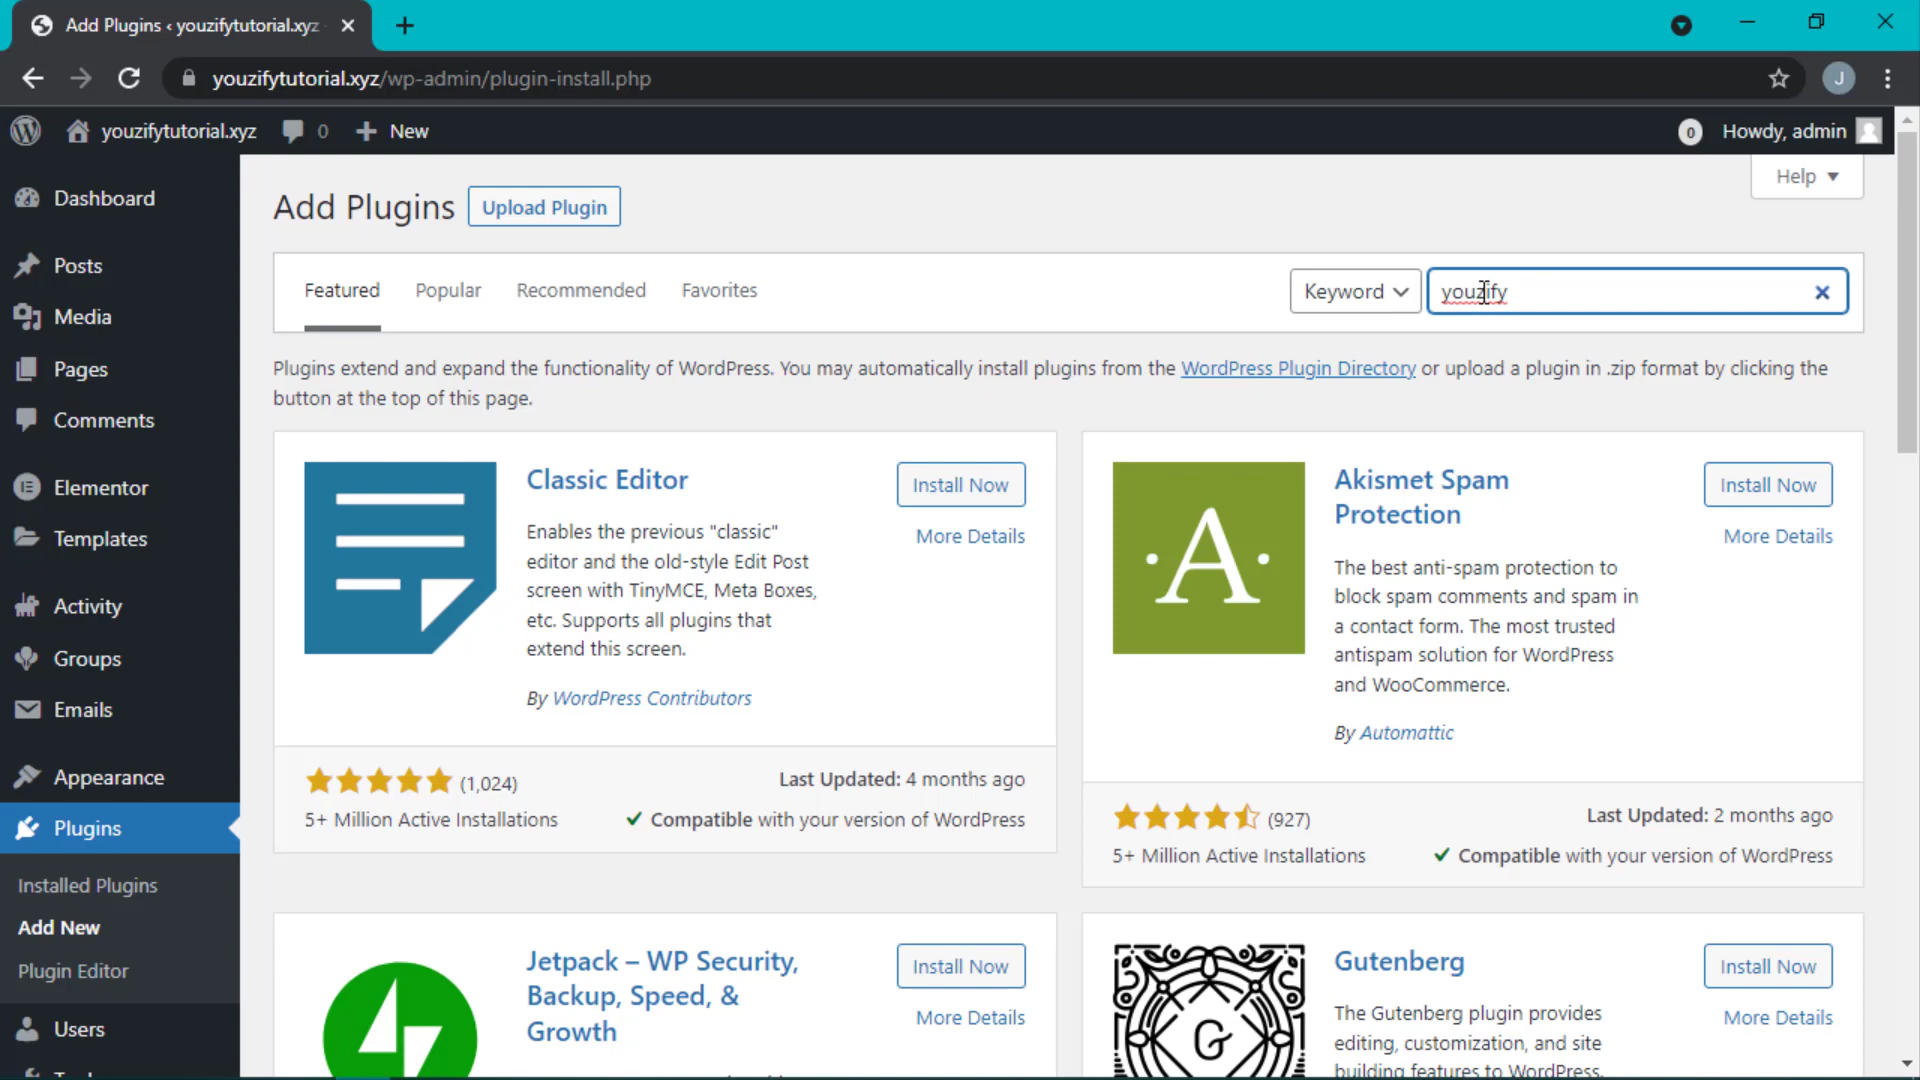 Add Plugins ‹ youzifytutorial.xyz
youzifytutorial.xyz/wp-admin/plugin-install.php
J
youzifytutorial.xyz
0
New
0
Howdy, admin
Dashboard
Posts
Media
Pages
Comments
Elementor
Templates
Activity
Groups
Emails
Appearance
Plugins
Installed Plugins
Add New
Plugin Editor
Users
Add Plugins
Upload Plugin
Help
Featured
Popular
Recommended
Favorites
Keyword
youzify
Plugins extend and expand the functionality of WordPress. You may automatically install plugins from the WordPress Plugin Directory or upload a plugin in .zip format by clicking the
button at the top of this page.
Classic Editor
Install Now
More Details
Enables the previous "classic"
editor and the old-style Edit Post
screen with TinyMCE, Meta Boxes,
etc. Supports all plugins that
extend this screen.
By WordPress Contributors
(1,024)
Last Updated: 4 months ago
5+ Million Active Installations
Compatible with your version of WordPress
A
Akismet Spam
Protection
Install Now
More Details
The best anti-spam protection to
block spam comments and spam in
a contact form. The most trusted
antispam solution for WordPress
and WooCommerce.
By Automattic
(927)
Last Updated: 2 months ago
5+ Million Active Installations
Compatible with your version of WordPress
Jetpack – WP Security,
Backup, Speed, &
Growth
Install Now
More Details
G
Gutenberg
Install Now
More Details
The Gutenberg plugin provides
editing, customization, and site
building features to WordPress.